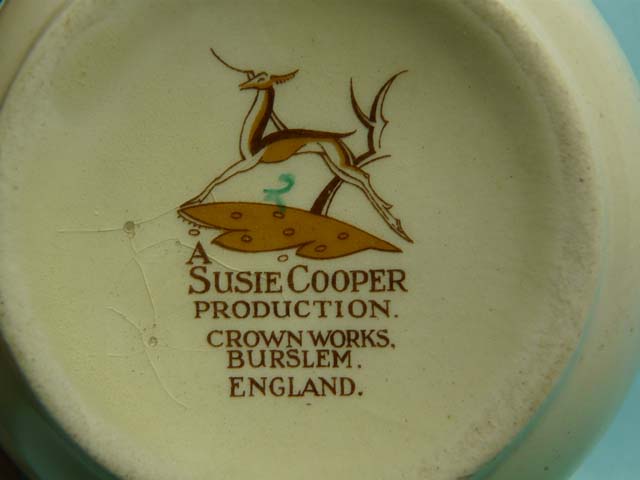 A
SUSIE COOPER
PRODUCTION.
CROWN WORKS,
BURSLEM.
ENGLAND.